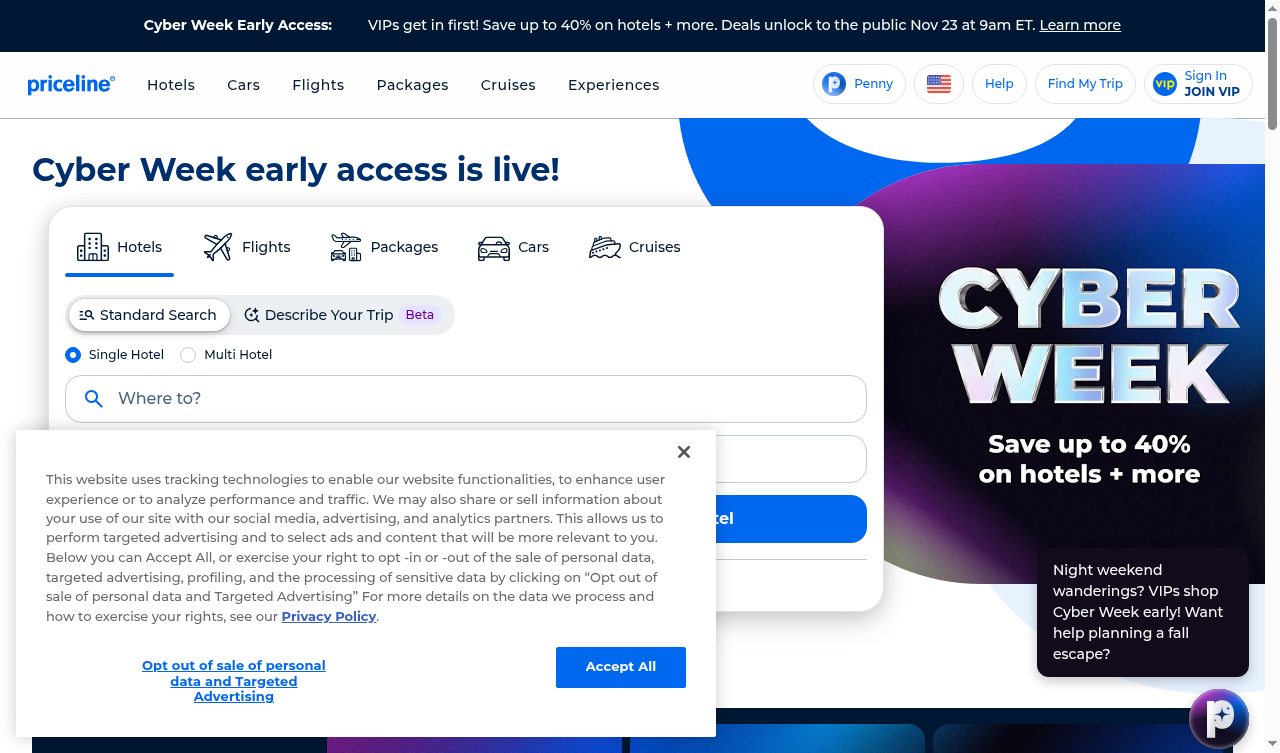 Cyber Week Early Access: VIPs get in first! Save up to 40% on hotels + more. Deals unlock to the public Nov 23 at 9am ET. Learn more
priceline® Hotels Cars Flights Packages Cruises Experiences Penny Help Find My Trip vip Sign In
JOIN VIP
Cyber Week early access is live!
Hotels Flights Packages Cars Cruises
Standard Search Describe Your Trip Beta
Single Hotel Multi Hotel
Where to?
CYBER
WEEK
Save up to 40%
on hotels + more
This website uses tracking technologies to enable our website functionalities, to enhance user
experience or to analyze performance and traffic. We may also share or sell information about
your use of our site with our social media, advertising, and analytics partners. This allows us to
perform targeted advertising and to select ads and content that will be more relevant to you.
Below you can Accept All, or exercise your right to opt -in or -out of the sale of personal data,
targeted advertising, profiling, and the processing of sensitive data by clicking on “Opt out of
sale of personal data and Targeted Advertising” For more details on the data we process and
how to exercise your rights, see our Privacy Policy.
Opt out of sale of personal
data and Targeted
Advertising
Accept All
Night weekend
wanderings? VIPs shop
Cyber Week early! Want
help planning a fall
escape?